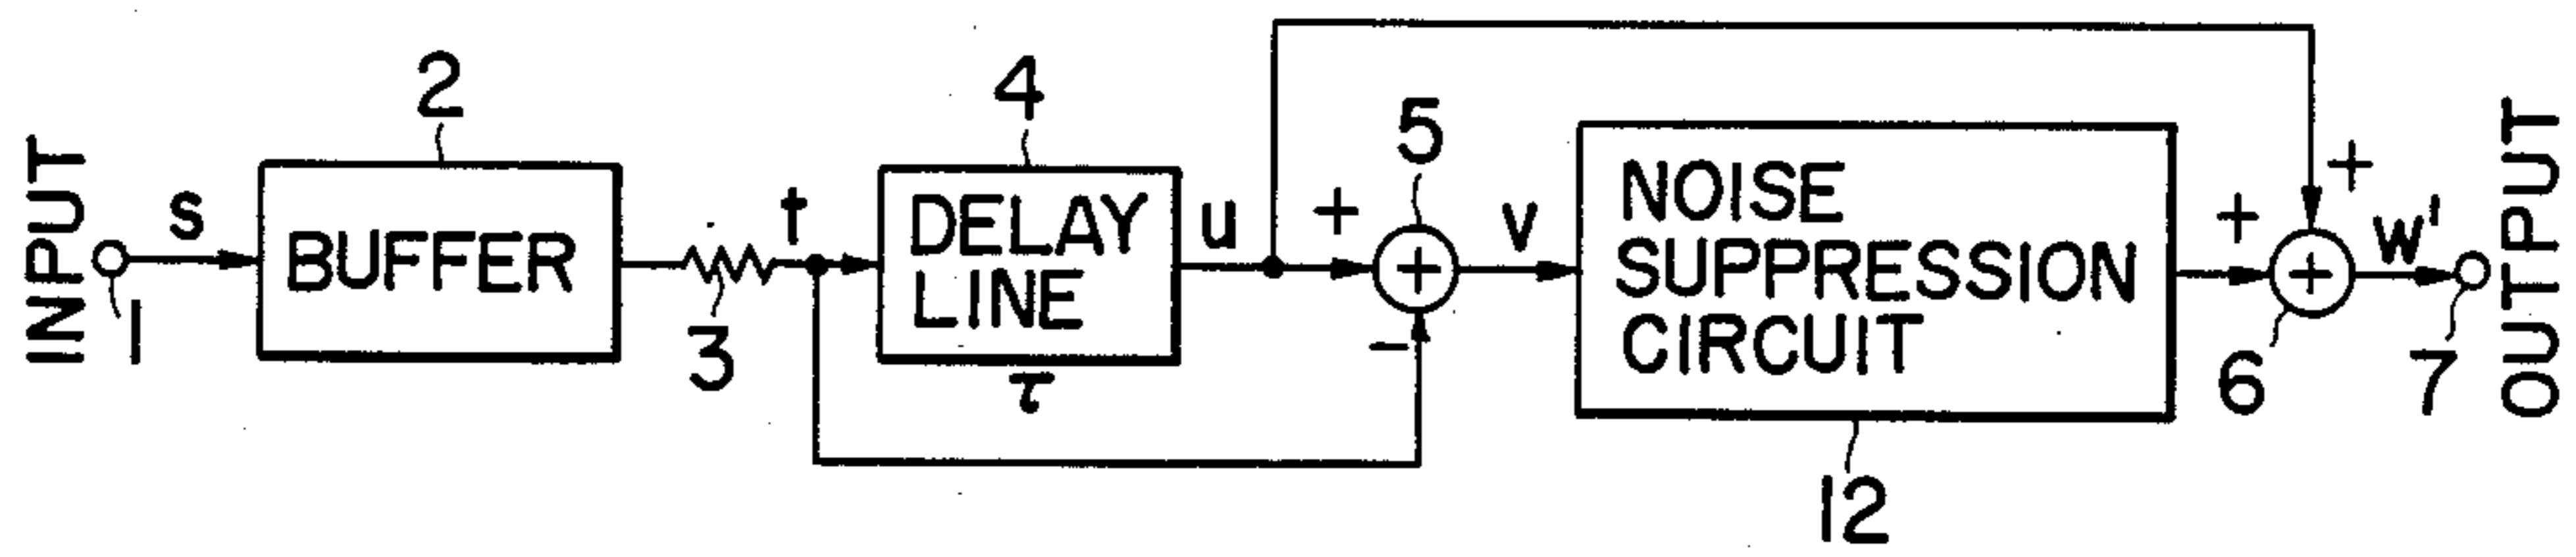 INPUT
1
s
2
BUFFER
3
t
4
DELAY
LINE
τ
u
+
5
+
-
v
NOISE
SUPPRESSION
CIRCUIT
12
+
+
+
6
w'
7
OUTPUT